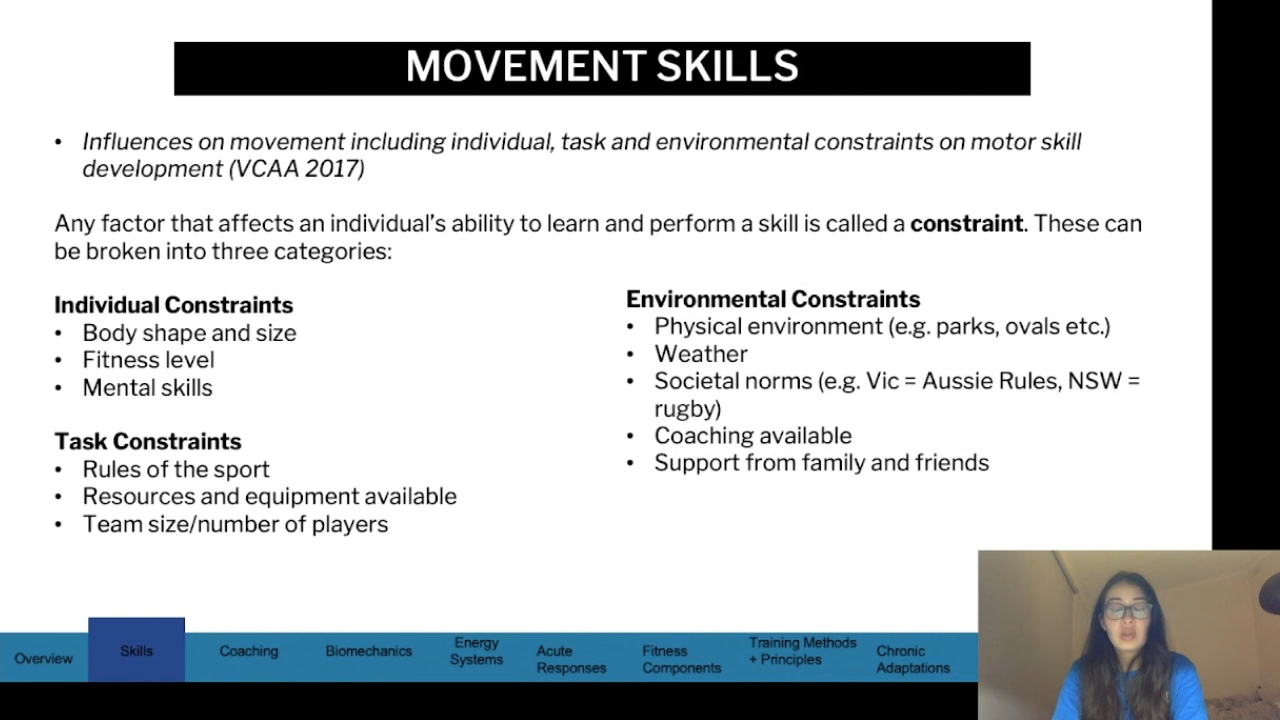 MOVEMENT SKILLS
• Influences on movement including individual, task and environmental constraints on motor skill
development (VCAA 2017)
Any factor that affects an individual's ability to learn and perform a skill is called a constraint. These can
be broken into three categories:
Individual Constraints
• Body shape and size
• Fitness level
• Mental skills
Task Constraints
• Rules of the sport
• Resources and equipment available
• Team size/number of players
Environmental Constraints
• Physical environment (e.g. parks, ovals etc.)
• Weather
• Societal norms (e.g. Vic = Aussie Rules, NSW =
rugby)
• Coaching available
• Support from family and friends
Overview
Skills
Coaching
Biomechanics
Energy
Systems
Acute
Responses
Fitness
Components
Training Methods
+ Principles
Chronic
Adaptations